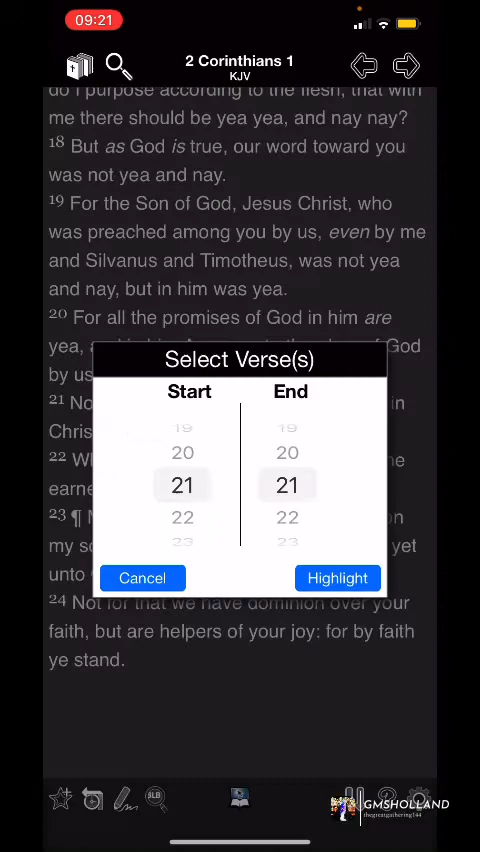 09:21
2 Corinthians 1
KJV
do I purpose according to the flesh, that with
me there should be yea yea, and nay nay?
18 But as God is true, our word toward you
was not yea and nay.
19 For the Son of God, Jesus Christ, who
was preached among you by us, even by me
and Silvanus and Timotheus, was not yea
and nay, but in him was yea.
20 For all the promises of God in him are
yea, God
by us
21 in
Chris
22
earne
23 ¶ on
my yet
unto
24 Not for that we have dominion over your
faith, but are helpers of your joy: for by faith
ye stand.
Select Verse(s)
Start End
19 19
20 20
21 21
22 22
23 23
Cancel Highlight
SLB
GMSHOLLAND
thegreatgathering144